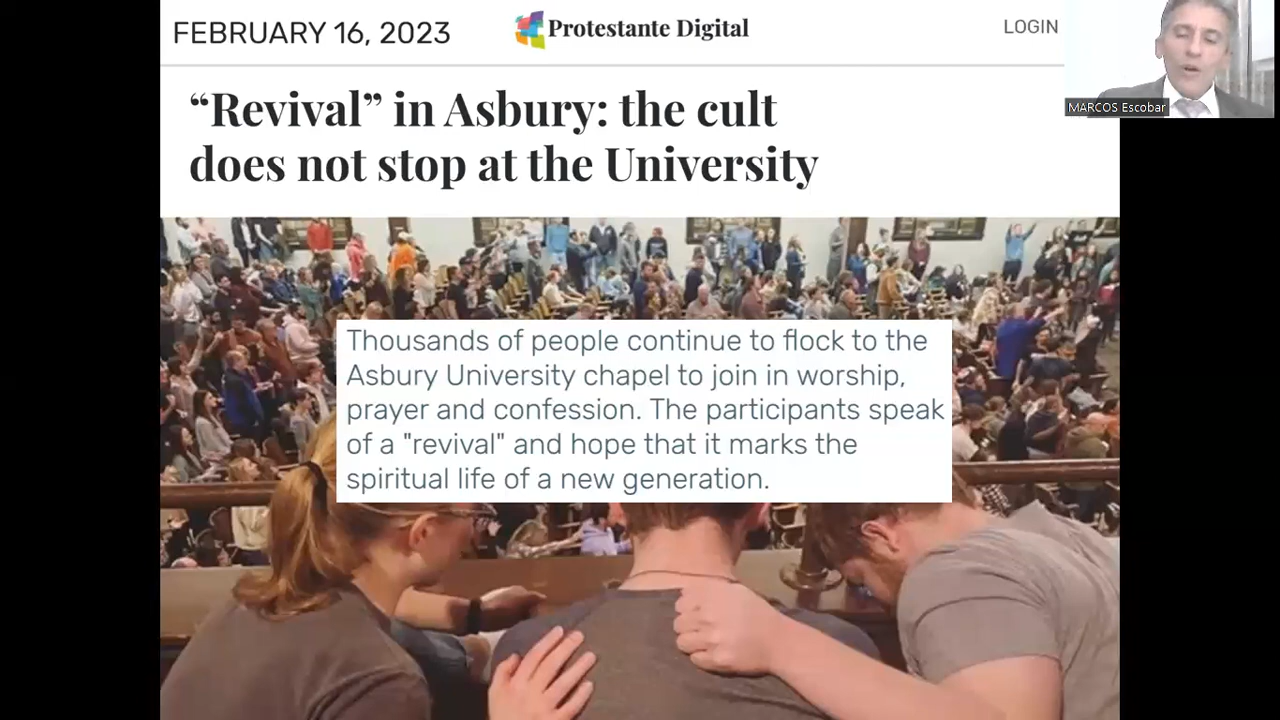 FEBRUARY 16, 2023
Protestante Digital
LOGIN
MARCOS Escobar
“Revival” in Asbury: the cult
does not stop at the University
Thousands of people continue to flock to the
Asbury University chapel to join in worship,
prayer and confession. The participants speak
of a "revival" and hope that it marks the
spiritual life of a new generation.